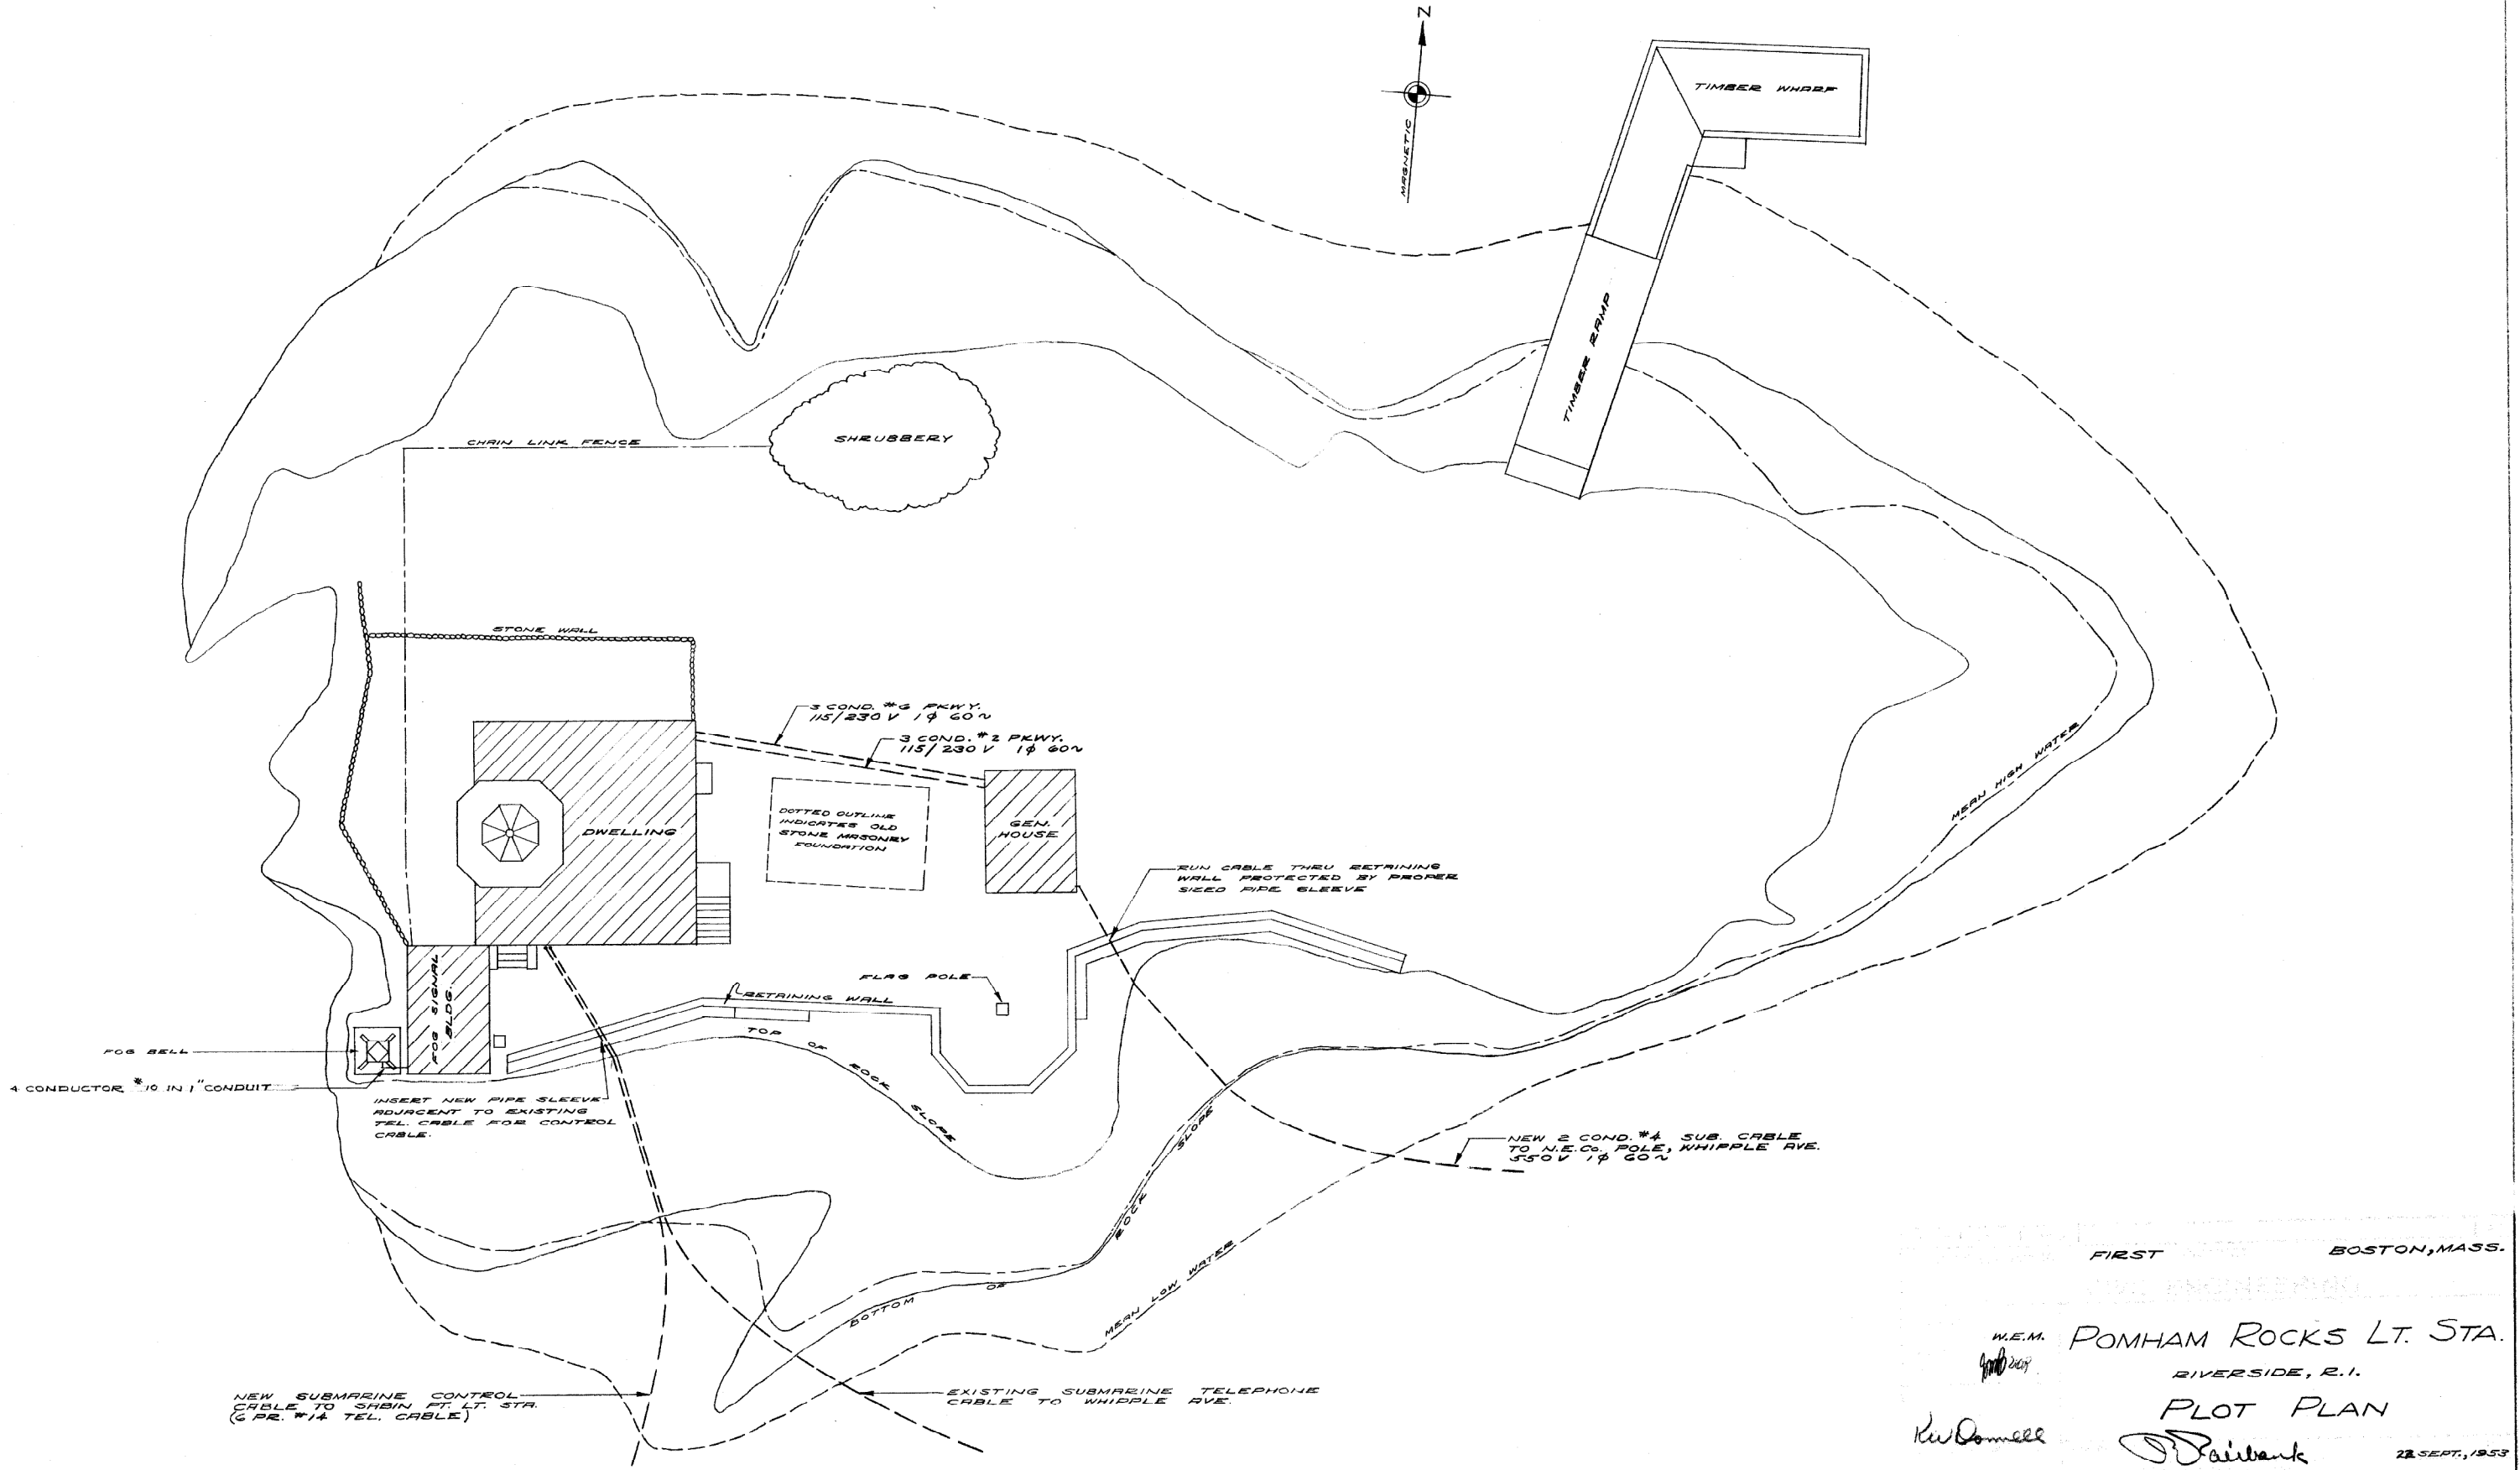 N
MAGNETIC
TIMBER WHARF
TIMBER RAMP
CHAIN LINK FENCE
SHRUBBERY
STONE WALL
3 COND. #6 PKWY.
115/230 V 1φ 60~
3 COND. #2 PKWY.
115/230 V 1φ 60~
DWELLING
DOTTED OUTLINE
INDICATES OLD
STONE MASONRY
FOUNDATION
GEN.
HOUSE
MEAN HIGH WATER
RUN CABLE THRU RETAINING
WALL PROTECTED BY PROPER
SIZED PIPE SLEEVE
FOG SIGNAL
BLDG.
FLAG POLE
RETAINING WALL
TOP OF ROCK SLOPE
FOG BELL
4 CONDUCTOR #10 IN 1" CONDUIT
INSERT NEW PIPE SLEEVE
ADJACENT TO EXISTING
TEL. CABLE FOR CONTROL
CABLE.
NEW 2 COND. #4 SUB. CABLE
TO N.E.Co. POLE, WHIPPLE AVE.
550V 1φ 60~
BOTTOM OF ROCK SLOPE
MEAN LOW WATER
NEW SUBMARINE CONTROL
CABLE TO SABIN PT. LT. STA.
(6 PR. #14 TEL. CABLE)
EXISTING SUBMARINE TELEPHONE
CABLE TO WHIPPLE AVE.
FIRST BOSTON, MASS.
W.E.M. POMHAM ROCKS LT. STA.
RIVERSIDE, R.I.
PLOT PLAN
22 SEPT., 1953